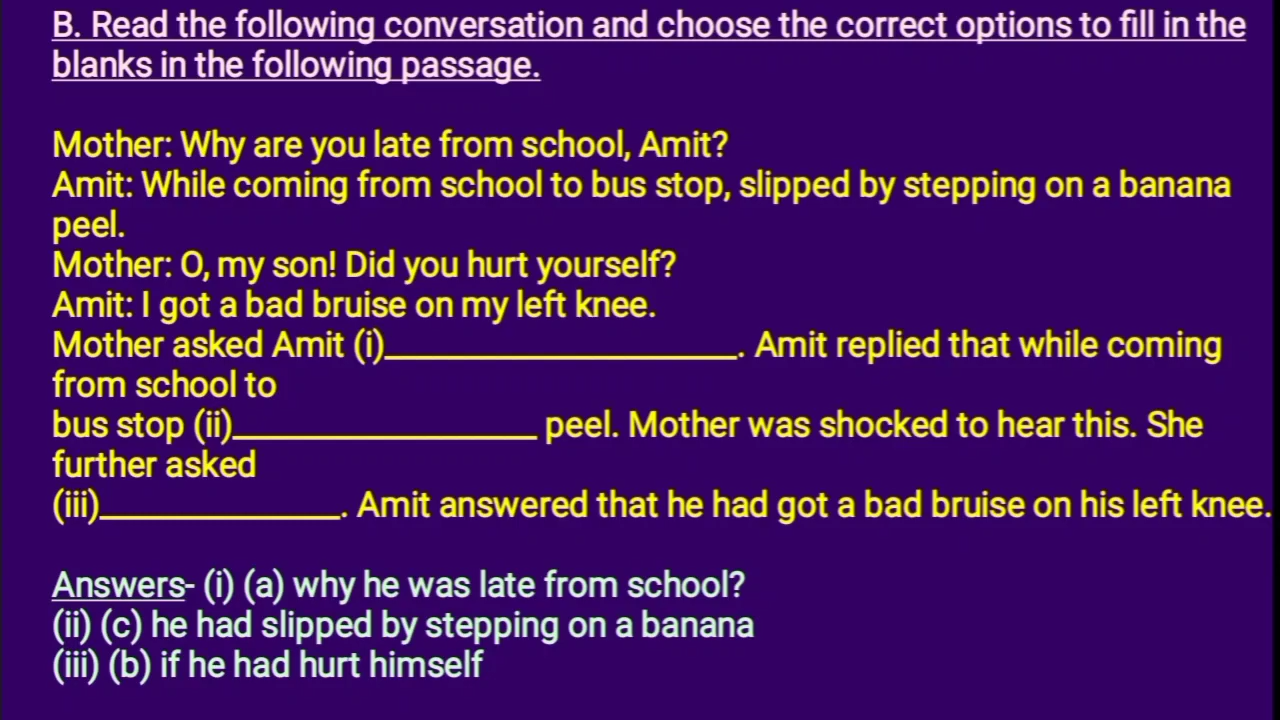 B. Read the following conversation and choose the correct options to fill in the
blanks in the following passage.
Mother: Why are you late from school, Amit?
Amit: While coming from school to bus stop, slipped by stepping on a banana
peel.
Mother: O, my son! Did you hurt yourself?
Amit: I got a bad bruise on my left knee.
Mother asked Amit (i)____________________. Amit replied that while coming
from school to
bus stop (ii)_________________ peel. Mother was shocked to hear this. She
further asked
(iii)______________. Amit answered that he had got a bad bruise on his left knee.
Answers- (i) (a) why he was late from school?
(ii) (c) he had slipped by stepping on a banana
(iii) (b) if he had hurt himself